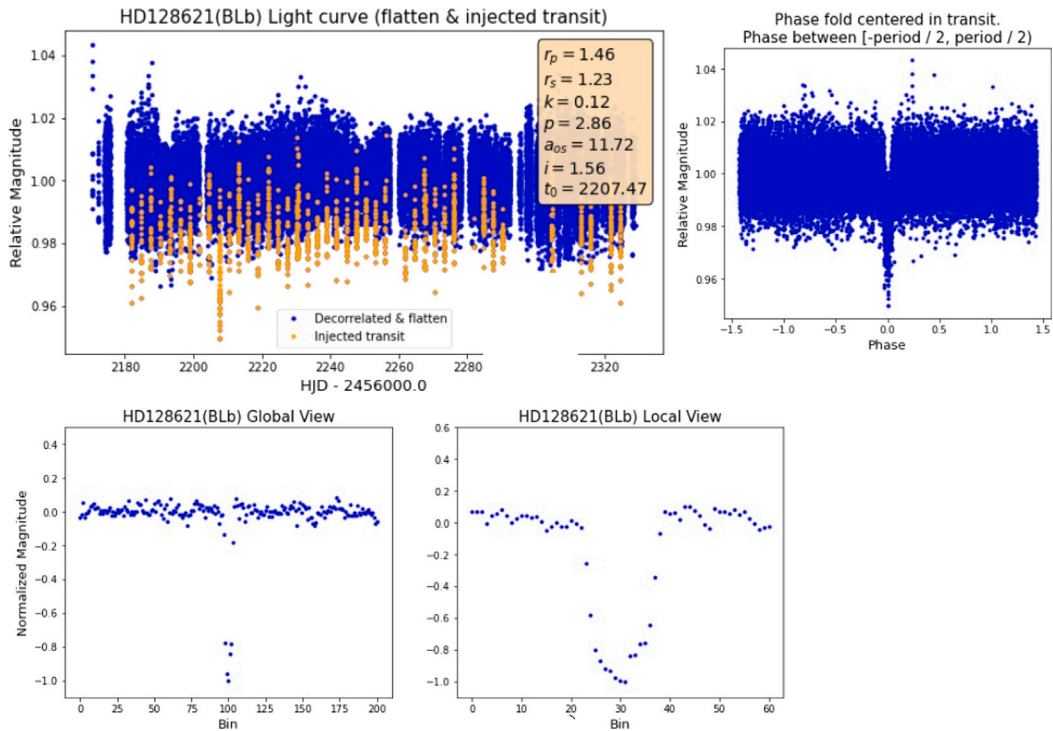 HD128621(BLb) Light curve (flatten & injected transit)
1.04
1.02
1.00
0.98
0.96
Relative Magnitude
r_p = 1.46
r_s = 1.23
k = 0.12
p = 2.86
a_os = 11.72
i = 1.56
t_0 = 2207.47
Decorrelated & flatten
Injected transit
2180 2200 2220 2240 2260 2280 2320
HJD - 2456000.0
Phase fold centered in transit.
Phase between [-period / 2, period / 2)
1.04
1.02
1.00
0.98
0.96
Relative Magnitude
−1.5 −1.0 −0.5 0.0 0.5 1.0 1.5
Phase
HD128621(BLb) Global View
0.4
0.2
0.0
−0.2
−0.4
−0.6
−0.8
−1.0
Normalized Magnitude
0 25 50 75 100 125 150 175 200
Bin
HD128621(BLb) Local View
0.6
0.4
0.2
0.0
−0.2
−0.4
−0.6
−0.8
−1.0
0 10 20 30 40 50 60
Bin